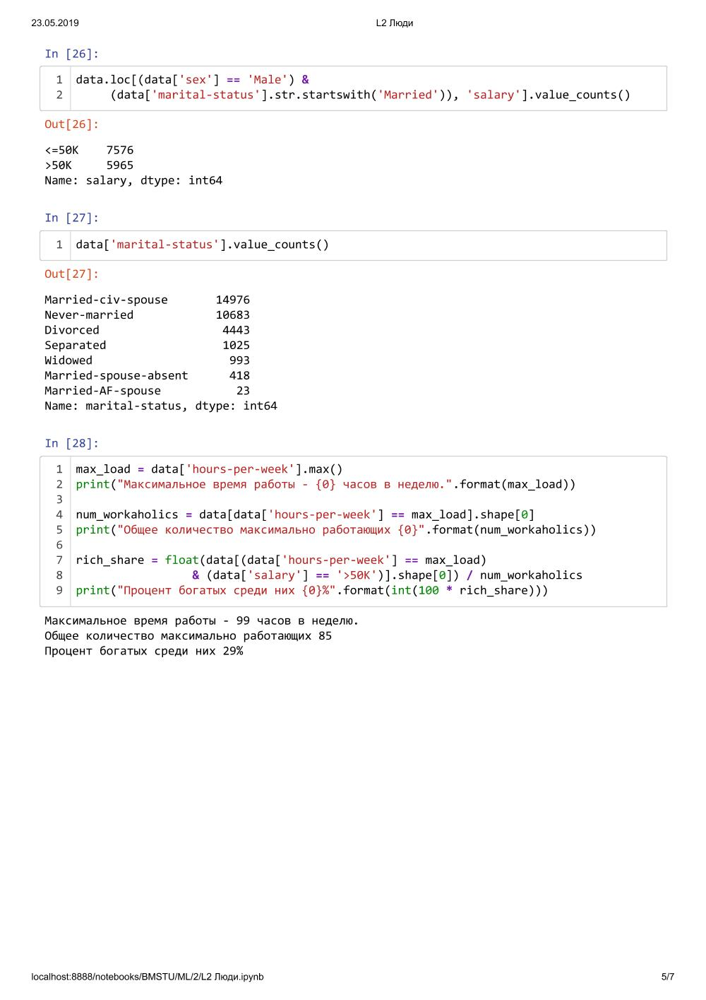 23.05.2019 L2 Люди
In [26]:
1 data.loc[(data['sex'] == 'Male') &
2      (data['marital-status'].str.startswith('Married')), 'salary'].value_counts()
Out[26]:
<=50K    7576
>50K     5965
Name: salary, dtype: int64
In [27]:
1 data['marital-status'].value_counts()
Out[27]:
Married-civ-spouse       14976
Never-married            10683
Divorced                  4443
Separated                 1025
Widowed                    993
Married-spouse-absent      418
Married-AF-spouse           23
Name: marital-status, dtype: int64
In [28]:
1 max_load = data['hours-per-week'].max()
2 print("Максимальное время работы - {0} часов в неделю.".format(max_load))
3
4 num_workaholics = data[data['hours-per-week'] == max_load].shape[0]
5 print("Общее количество максимально работающих {0}".format(num_workaholics))
6
7 rich_share = float(data[(data['hours-per-week'] == max_load)
8                  & (data['salary'] == '>50K')].shape[0]) / num_workaholics
9 print("Процент богатых среди них {0}%".format(int(100 * rich_share)))
Максимальное время работы - 99 часов в неделю.
Общее количество максимально работающих 85
Процент богатых среди них 29%
localhost:8888/notebooks/BMSTU/ML/2/L2 Люди.ipynb 5/7